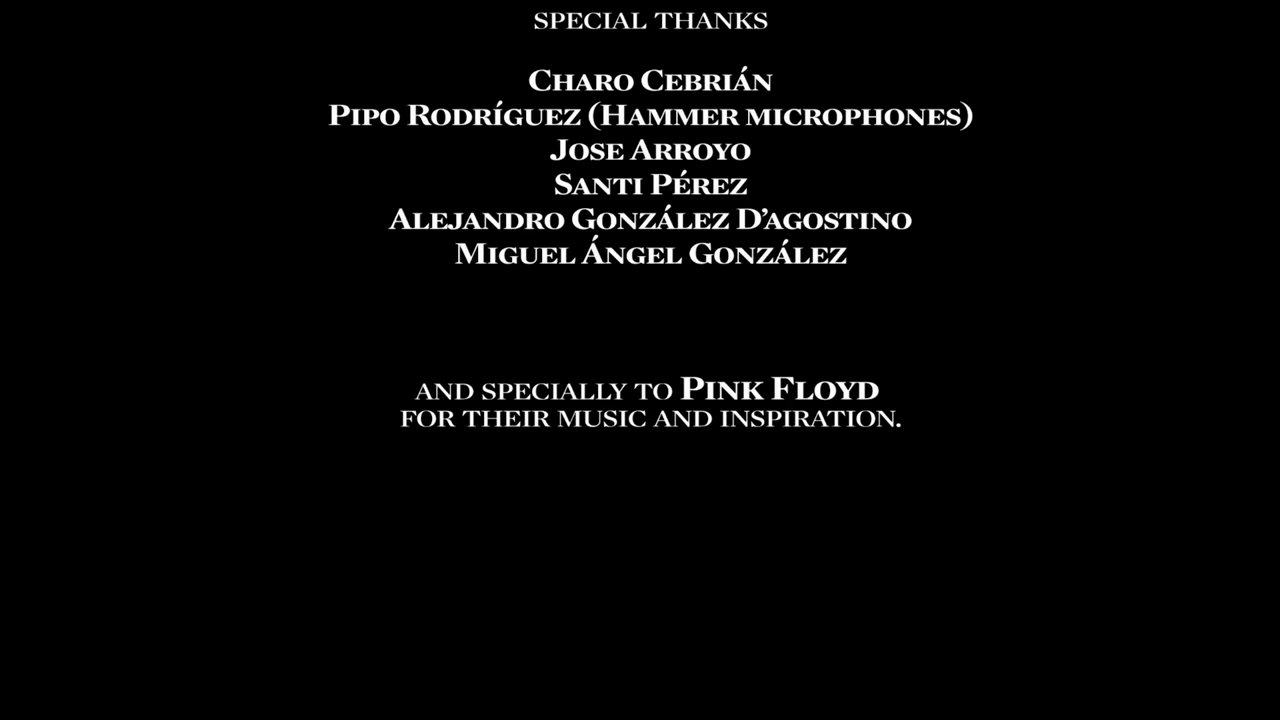 SPECIAL THANKS
CHARO CEBRIÁN
PIPO RODRÍGUEZ (HAMMER MICROPHONES)
JOSE ARROYO
SANTI PÉREZ
ALEJANDRO GONZÁLEZ D’AGOSTINO
MIGUEL ÁNGEL GONZÁLEZ
AND SPECIALLY TO PINK FLOYD
FOR THEIR MUSIC AND INSPIRATION.